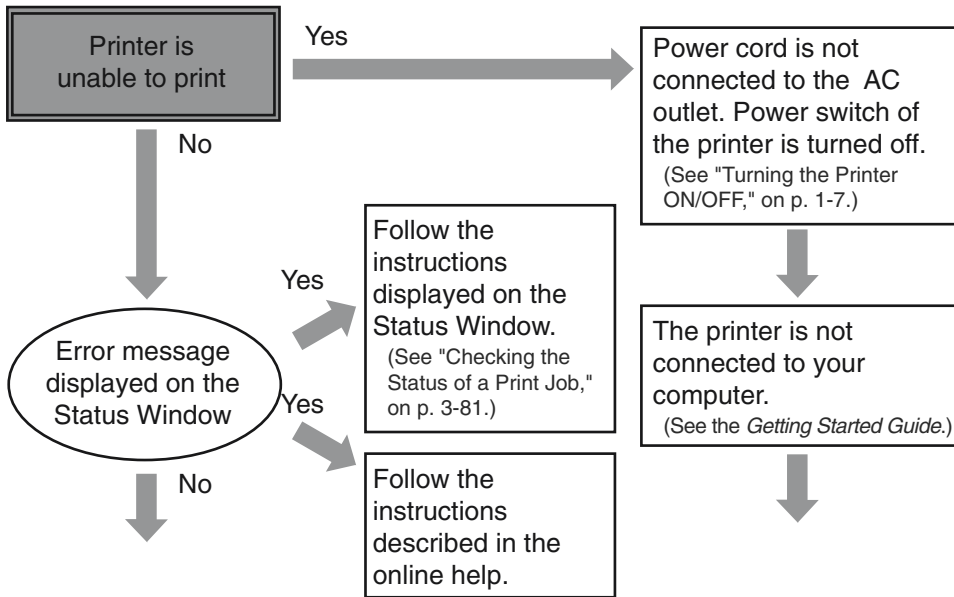 Printer is
unable to print
Yes
Power cord is not
connected to the AC
outlet. Power switch of
the printer is turned off.
(See "Turning the Printer
ON/OFF," on p. 1-7.)
No
Follow the
instructions
displayed on the
Status Window.
(See "Checking the
Status of a Print Job,"
on p. 3-81.)
Yes
Error message
displayed on the
Status Window
The printer is not
connected to your
computer.
(See the Getting Started Guide.)
Yes
No
Follow the
instructions
described in the
online help.